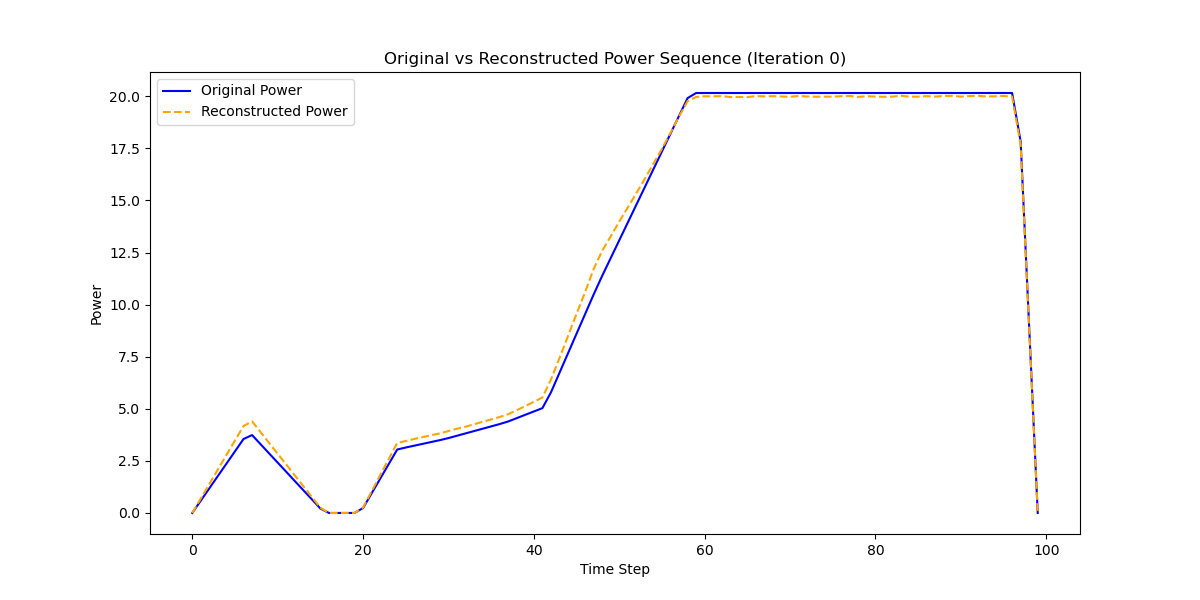 Original vs Reconstructed Power Sequence (Iteration 0)
Original Power
Reconstructed Power
20.0
17.5
15.0
12.5
10.0
7.5
5.0
2.5
0.0
Power
0 20 40 60 80 100
Time Step